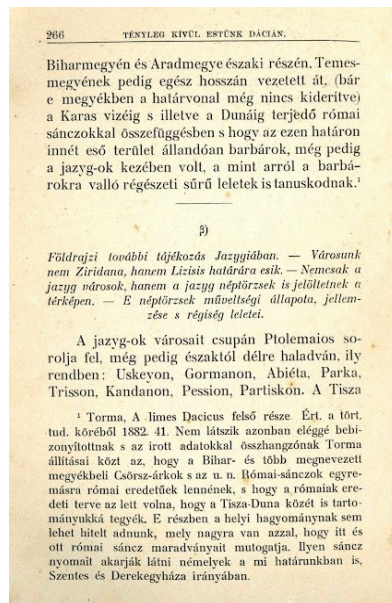 266 TÉNYLEG KÍVÜL ESTÜNK DÁCIÁN.
Biharmegyén és Aradmegye északi részén, Temes-
megyének pedig egész hosszán vezetett át, (bár
e megyékben a határvonal még nincs kiderítve)
a Karas vizéig s illetve a Dunáig terjedő római
sánczokkal összefüggésben s hogy az ezen határon
innét eső terület állandóan barbárok, még pedig
a jazyg-ok kezében volt, a mint arról a barbá-
rokra valló régészeti sűrű leletek is tanuskodnak.¹
β)
Földrajzi további tájékozás Jazygiában. — Városunk
nem Ziridana, hanem Lizisis határára esik. — Nemcsak a
jazyg városok, hanem a jazyg néptörzsek is jelöltetnek a
térképen. — E néptörzsek műveltségi állapota, jellem-
zése s régiség leletei.
A jazyg-ok városait csupán Ptolemaios so-
rolja fel, még pedig északtól délre haladván, ily
rendben: Uskeyon, Gormanon, Abiéta, Parka,
Trisson, Kandanon, Pession, Partiskon. A Tisza
¹ Torma, A limes Dacicus felső része. Ért. a tört.
tud. köréből 1882. 41. Nem látszik azonban eléggé bebi-
zonyítottnak s az irott adatokkal összhangzónak Torma
állításai közt az, hogy a Bihar- és több megnevezett
megyékbeli Csörsz-árkok s az u. n. Római-sánczok egyre-
másra római eredetűek lennének, s hogy a rómaiak ere-
deti terve az lett volna, hogy a Tisza-Duna közét is tarto-
mányukká tegyék. E részben a helyi hagyománynak sem
lehet hitelt adnunk, mely nagyra van azzal, hogy itt és
ott római sáncz maradványait mutogatja. Ilyen sáncz
nyomait akarják látni némelyek a mi határunkban is,
Szentes és Derekegyháza irányában.